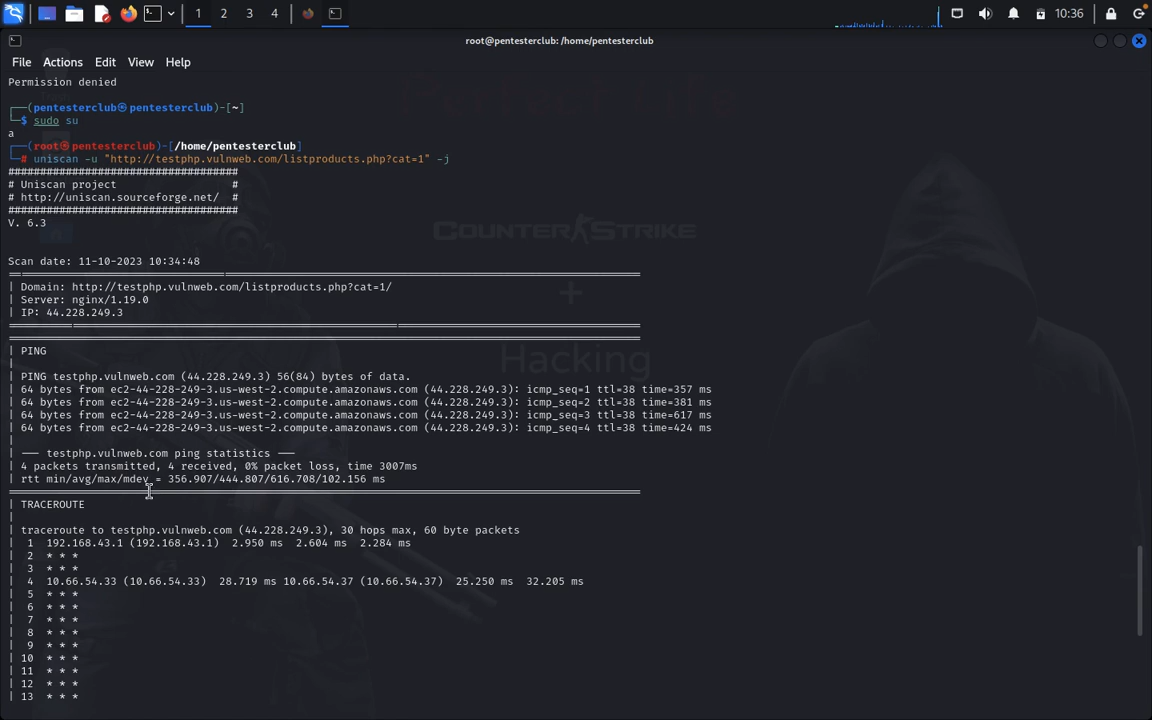 1 2 3 4 10:36
root@pentesterclub: /home/pentesterclub
File Actions Edit View Help
Permission denied
┌──(pentesterclub㉿pentesterclub)-[~]
└─$ sudo su
a
┌──(root㉿pentesterclub)-[/home/pentesterclub]
└─# uniscan -u "http://testphp.vulnweb.com/listproducts.php?cat=1" -j
####################################
# Uniscan project #
# http://uniscan.sourceforge.net/ #
####################################
V. 6.3
Scan date: 11-10-2023 10:34:48
| Domain: http://testphp.vulnweb.com/listproducts.php?cat=1/
| Server: nginx/1.19.0
| IP: 44.228.249.3
| PING
|
| PING testphp.vulnweb.com (44.228.249.3) 56(84) bytes of data.
| 64 bytes from ec2-44-228-249-3.us-west-2.compute.amazonaws.com (44.228.249.3): icmp_seq=1 ttl=38 time=357 ms
| 64 bytes from ec2-44-228-249-3.us-west-2.compute.amazonaws.com (44.228.249.3): icmp_seq=2 ttl=38 time=381 ms
| 64 bytes from ec2-44-228-249-3.us-west-2.compute.amazonaws.com (44.228.249.3): icmp_seq=3 ttl=38 time=617 ms
| 64 bytes from ec2-44-228-249-3.us-west-2.compute.amazonaws.com (44.228.249.3): icmp_seq=4 ttl=38 time=424 ms
|
| ─── testphp.vulnweb.com ping statistics ───
| 4 packets transmitted, 4 received, 0% packet loss, time 3007ms
| rtt min/avg/max/mdev = 356.907/444.807/616.708/102.156 ms
| TRACEROUTE
|
| traceroute to testphp.vulnweb.com (44.228.249.3), 30 hops max, 60 byte packets
| 1 192.168.43.1 (192.168.43.1) 2.950 ms 2.604 ms 2.284 ms
| 2 * * *
| 3 * * *
| 4 10.66.54.33 (10.66.54.33) 28.719 ms 10.66.54.37 (10.66.54.37) 25.250 ms 32.205 ms
| 5 * * *
| 6 * * *
| 7 * * *
| 8 * * *
| 9 * * *
| 10 * * *
| 11 * * *
| 12 * * *
| 13 * * *
COUNTER STRIKE
+
Hacking